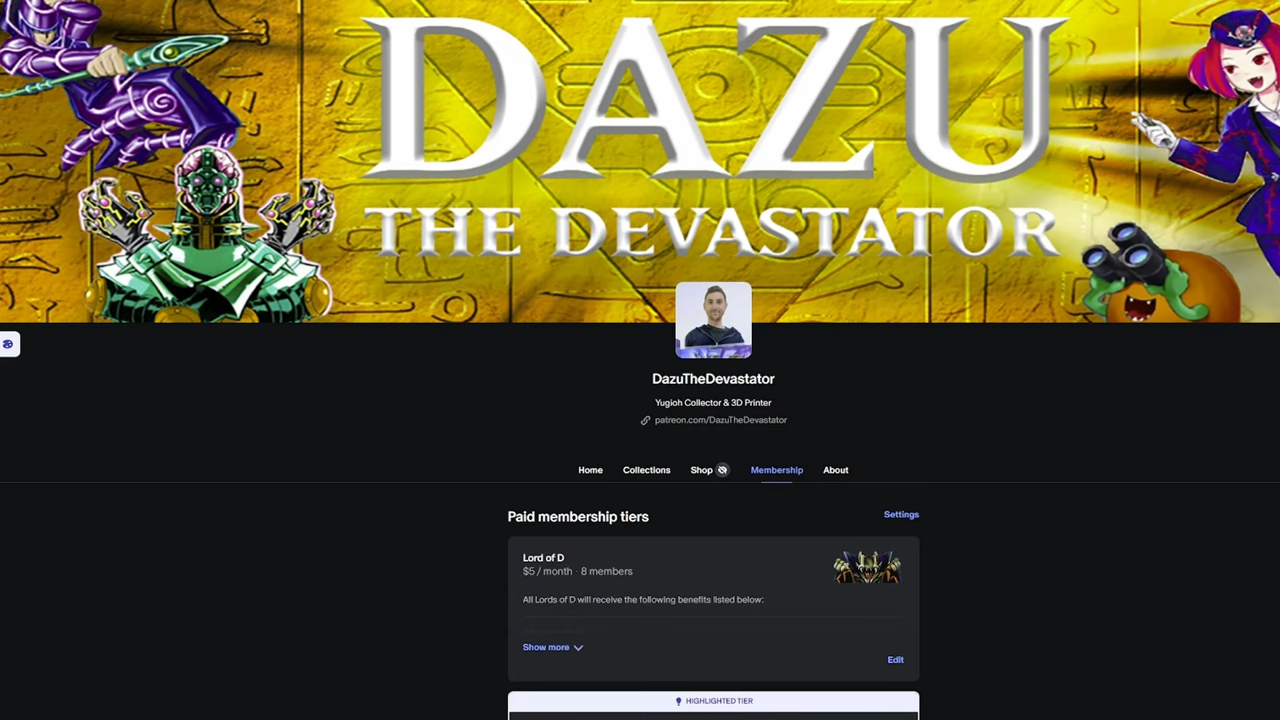 DAZU
THE DEVASTATOR
DazuTheDevastator
Yugioh Collector & 3D Printer
patreon.com/DazuTheDevastator
Home Collections Shop Membership About
Paid membership tiers Settings
Lord of D
$5 / month · 8 members
All Lords of D will receive the following benefits listed below:
Show more
Edit
HIGHLIGHTED TIER